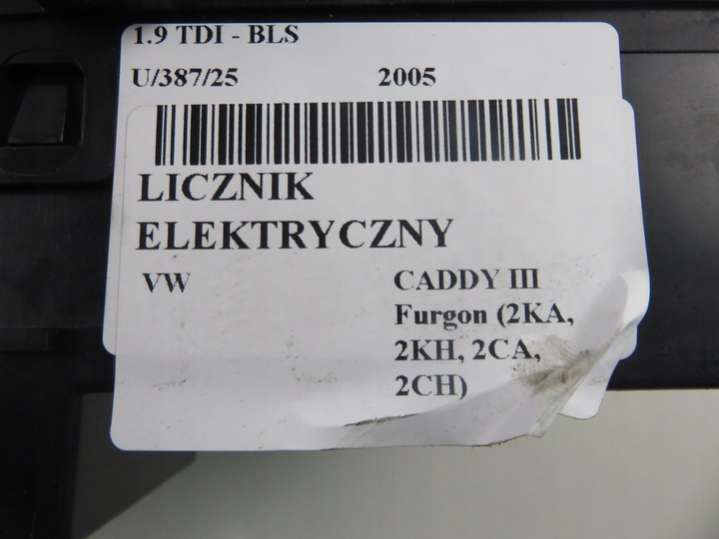 1.9 TDI - BLS
U/387/25 2005
LICZNIK
ELEKTRYCZNY
VW CADDY III
Furgon (2KA,
2KH, 2CA,
2CH)